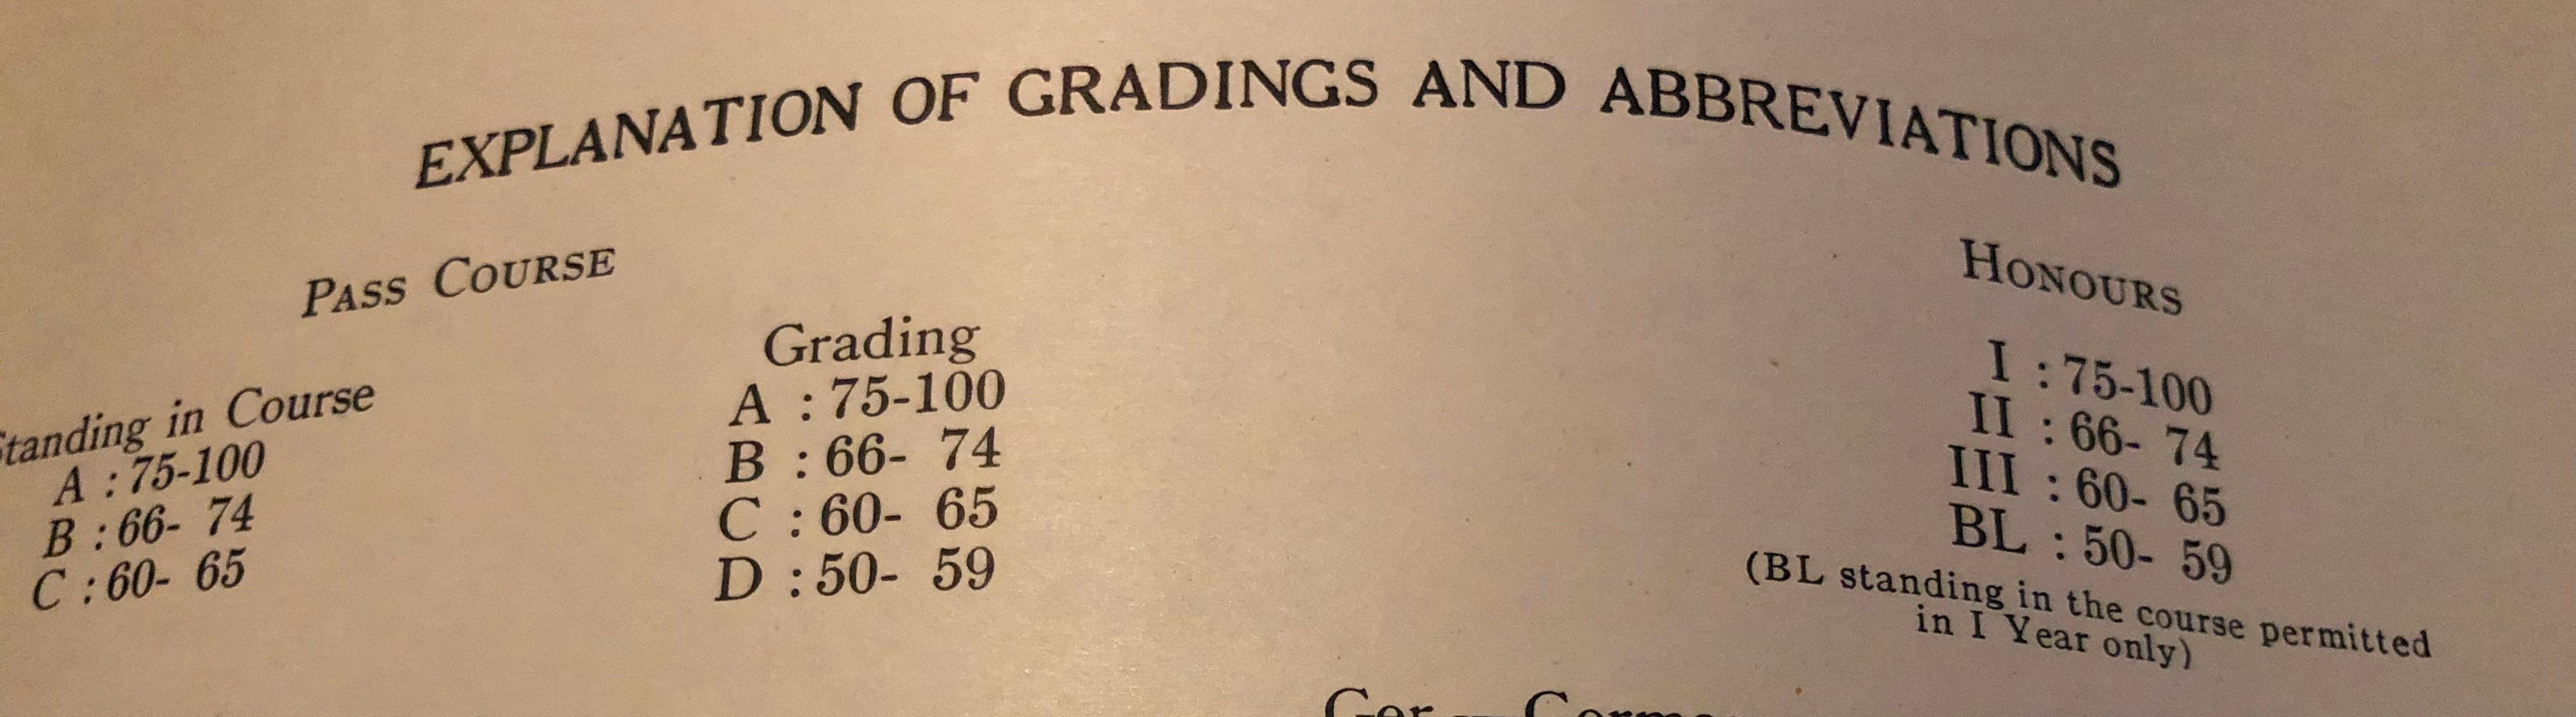 EXPLANATION OF GRADINGS AND ABBREVIATIONS
PASS COURSE
Standing in Course
A : 75-100
B : 66- 74
C : 60- 65
Grading
A : 75-100
B : 66- 74
C : 60- 65
D : 50- 59
HONOURS
I : 75-100
II : 66- 74
III : 60- 65
BL : 50- 59
(BL standing in the course permitted
in I Year only)